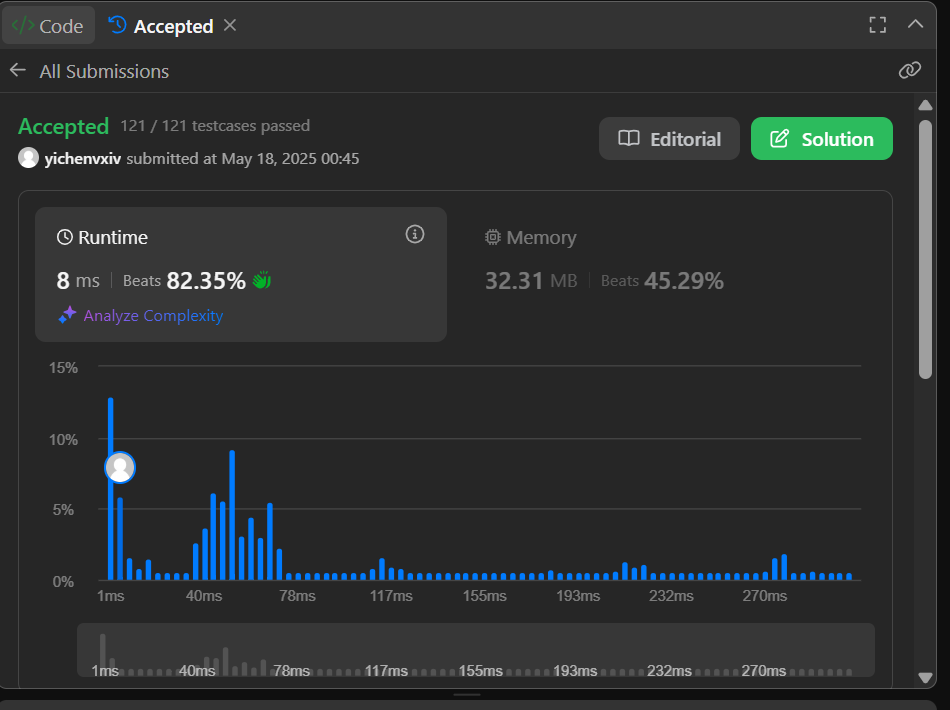 </> Code Accepted
All Submissions
Accepted 121 / 121 testcases passed
yichenvxiv submitted at May 18, 2025 00:45
Editorial Solution
Runtime
8 ms Beats 82.35%
Analyze Complexity
Memory
32.31 MB Beats 45.29%
15%
10%
5%
0%
1ms 40ms 78ms 117ms 155ms 193ms 232ms 270ms
1ms 40ms 78ms 117ms 155ms 193ms 232ms 270ms